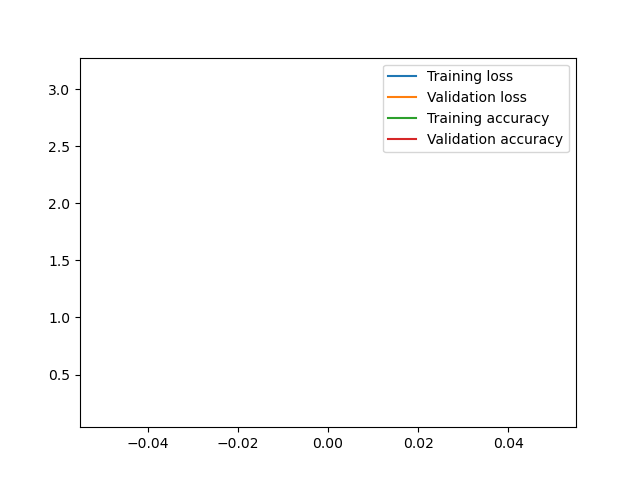 3.0
2.5
2.0
1.5
1.0
0.5
−0.04 −0.02 0.00 0.02 0.04
Training loss
Validation loss
Training accuracy
Validation accuracy